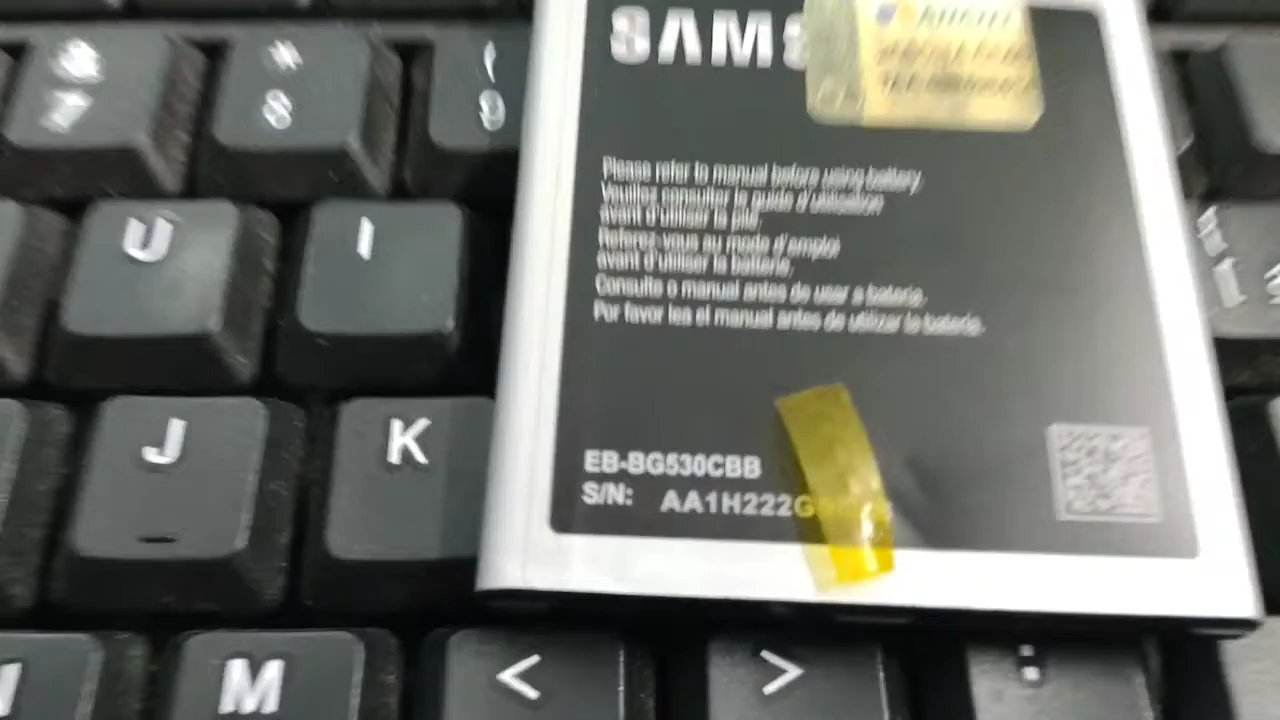 *
8
(
9
SAMS
U
I
Please refer to manual before using battery.
Veuillez consulter le guide d'utilisation
avant d'utiliser la pile.
Referez-vous au mode d'emploi
avant d'utiliser la batterie.
Consulte o manual antes de usar a bateria.
Por favor lea el manual antes de utilizar la batería.
J
K
EB-BG530CBB
S/N: AA1H222G
M
<
>